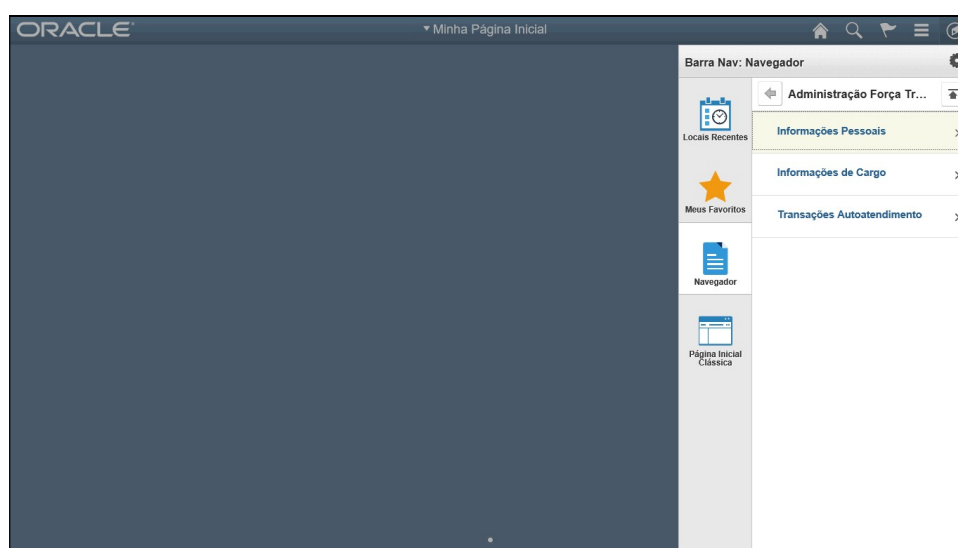 ORACLE
Minha Página Inicial
Barra Nav: Navegador
Administração Força Tr...
Locais Recentes
Informações Pessoais
Informações de Cargo
Meus Favoritos
Transações Autoatendimento
Navegador
Página Inicial
Clássica